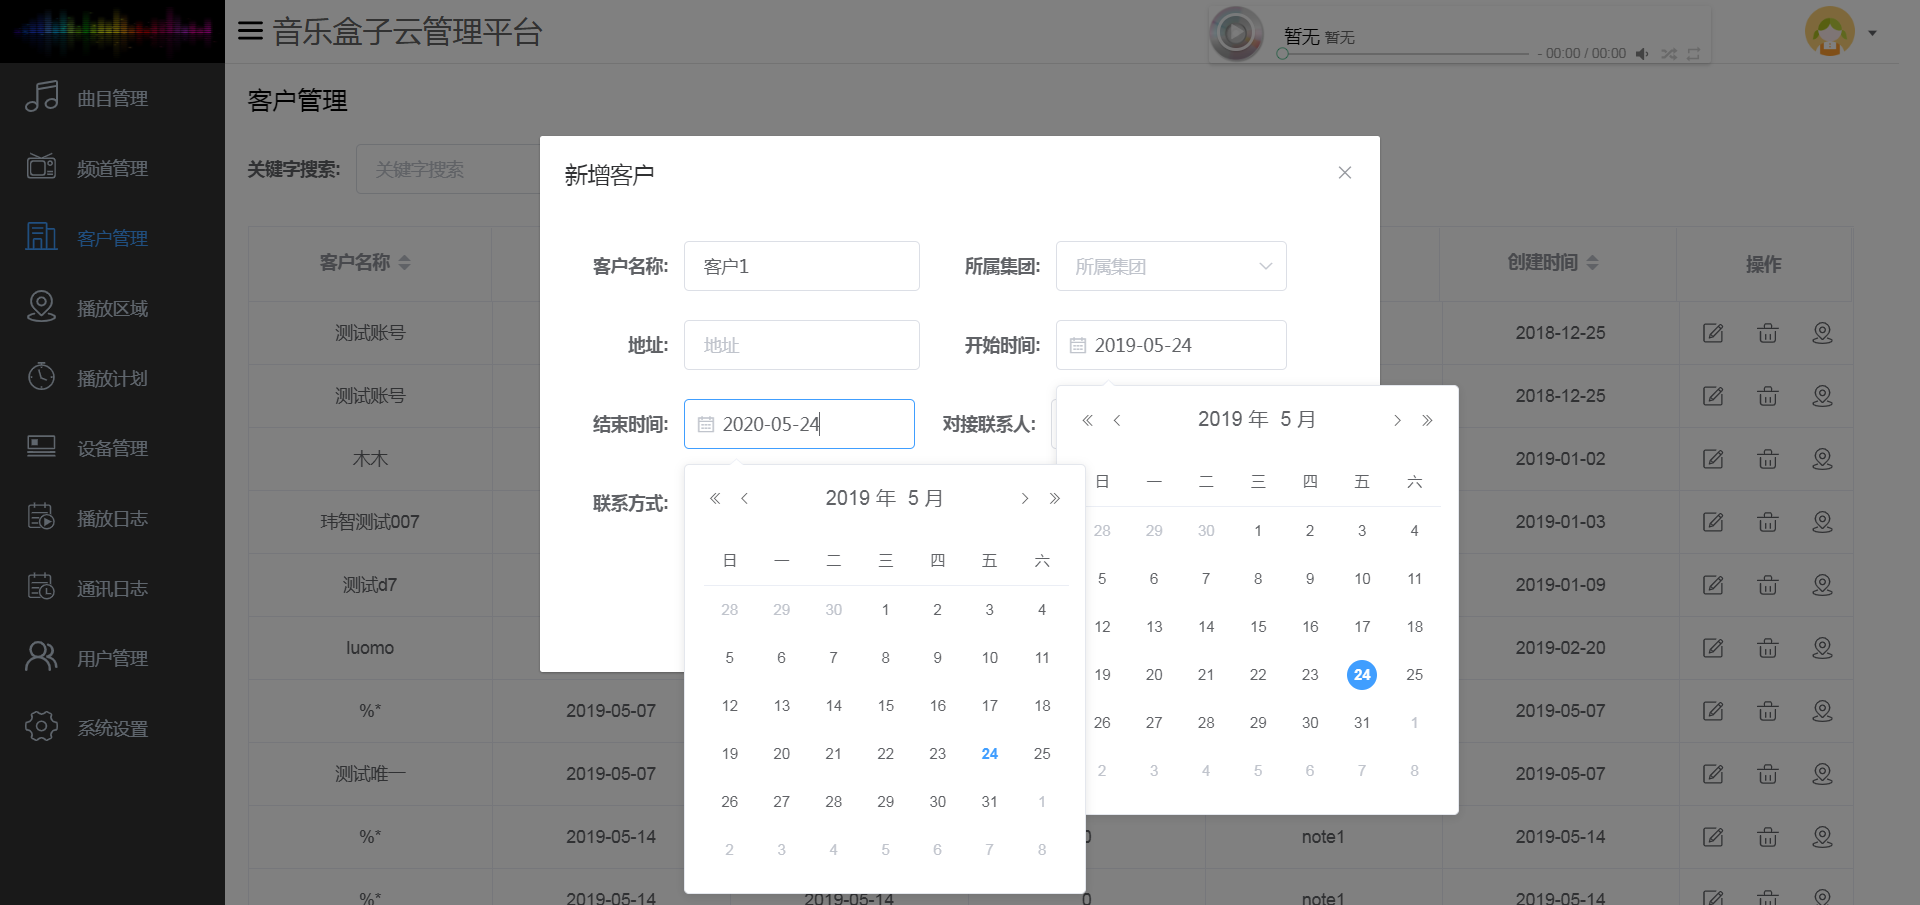 音乐盒子云管理平台
暂无 暂无
- 00:00 / 00:00
曲目管理
频道管理
客户管理
播放区域
播放计划
设备管理
播放日志
通讯日志
用户管理
系统设置
客户管理
关键字搜索: 关键字搜索
客户名称 创建时间 操作
测试账号 2018-12-25
测试账号 2018-12-25
木木 2019-01-02
玮智测试007 2019-01-03
测试d7 2019-01-09
luomo 2019-02-20
%* 2019-05-07 2019-05-07
测试唯一 2019-05-07 2019-05-07
%* 2019-05-14 0 note1 2019-05-14
%* 2019-05-14 2019-05-14 0 note1 2019-05-14
新增客户
客户名称: 客户1 所属集团: 所属集团
地址: 地址 开始时间: 2019-05-24
结束时间: 2020-05-24 对接联系人:
联系方式:
2019 年 5 月
日 一 二 三 四 五 六
28 29 30 1 2 3 4
5 6 7 8 9 10 11
12 13 14 15 16 17 18
19 20 21 22 23 24 25
26 27 28 29 30 31 1
2 3 4 5 6 7 8
2019 年 5 月
日 一 二 三 四 五 六
28 29 30 1 2 3 4
5 6 7 8 9 10 11
12 13 14 15 16 17 18
19 20 21 22 23 24 25
26 27 28 29 30 31 1
2 3 4 5 6 7 8